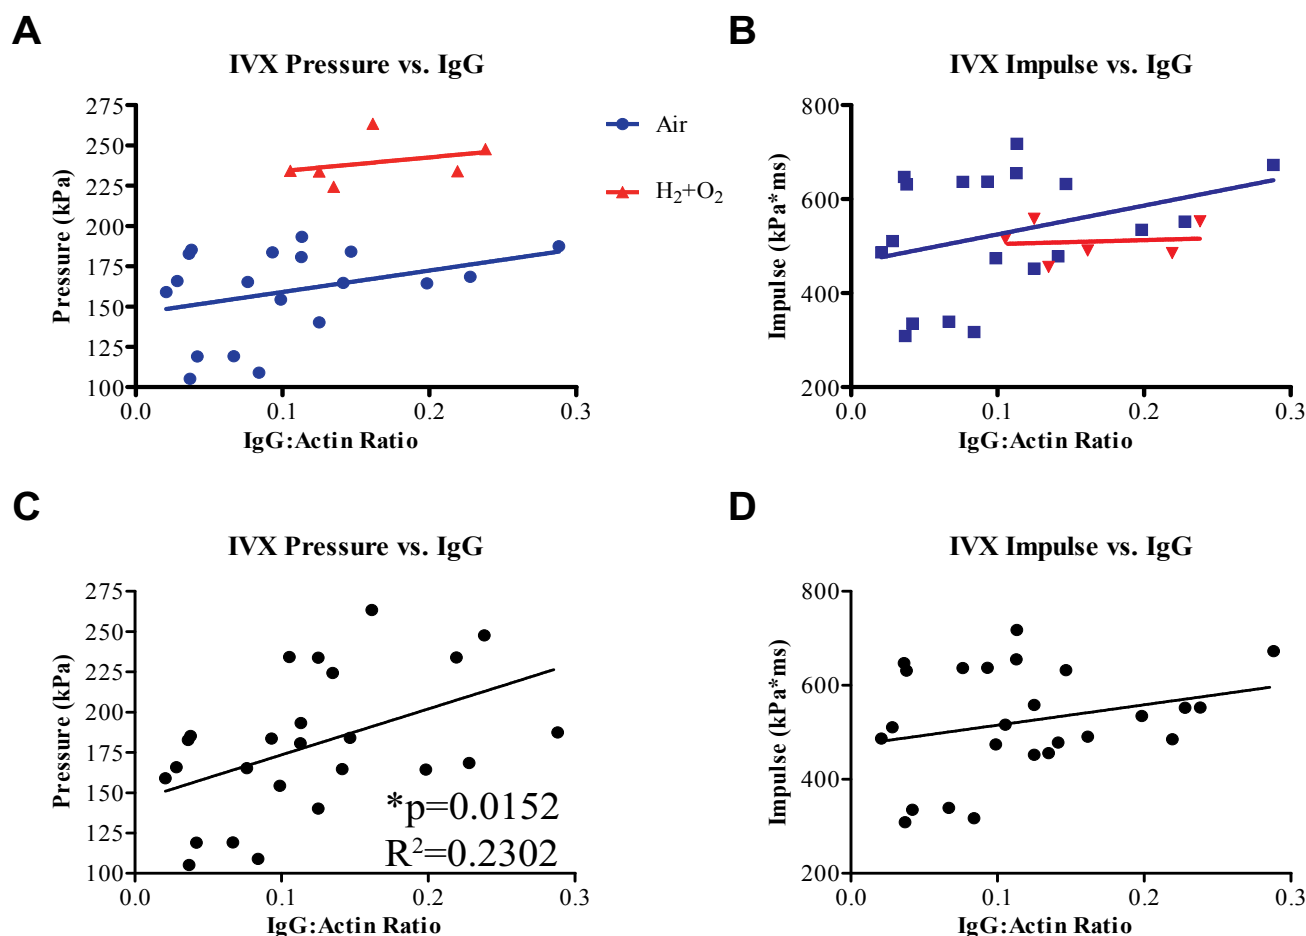 A
IVX Pressure vs. IgG
Pressure (kPa)
275
250
225
200
175
150
125
100
0.0 0.1 0.2 0.3
IgG:Actin Ratio
Air
H₂+O₂
B
IVX Impulse vs. IgG
Impulse (kPa*ms)
800
600
400
200
0.0 0.1 0.2 0.3
IgG:Actin Ratio
C
IVX Pressure vs. IgG
Pressure (kPa)
275
250
225
200
175
150
125
100
*p=0.0152
R²=0.2302
0.1 0.2 0.3
IgG:Actin Ratio
D
IVX Impulse vs. IgG
Impulse (kPa*ms)
800
600
400
200
0.0 0.1 0.2 0.3
IgG:Actin Ratio